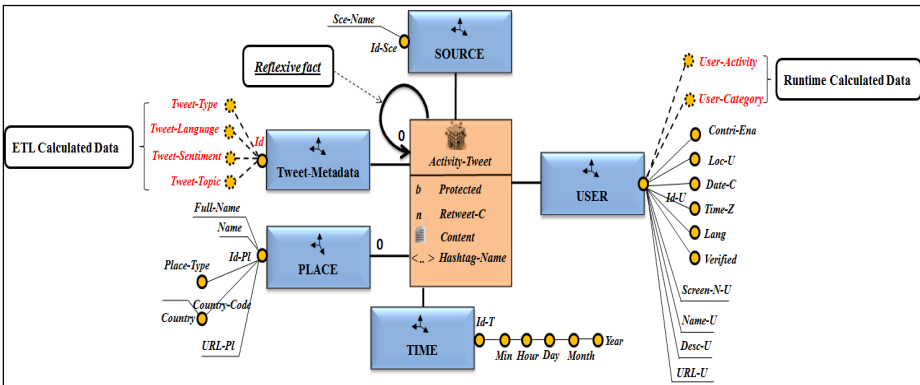 Sce-Name
Id-Sce
SOURCE
Reflexive fact
User-Activity
User-Category
Runtime Calculated Data
ETL Calculated Data
Tweet-Type
Tweet-Language
Tweet-Sentiment
Tweet-Topic
Id
Tweet-Metadata
0
Activity-Tweet
b Protected
n Retweet-C
Content
<..> Hashtag-Name
USER
Id-U
Contri-Ena
Loc-U
Date-C
Time-Z
Lang
Verified
Screen-N-U
Name-U
Desc-U
URL-U
Full-Name
Name
Id-Pl
Place-Type
Country-Code
Country
URL-Pl
PLACE
0
TIME
Id-T
Min Hour Day Month Year